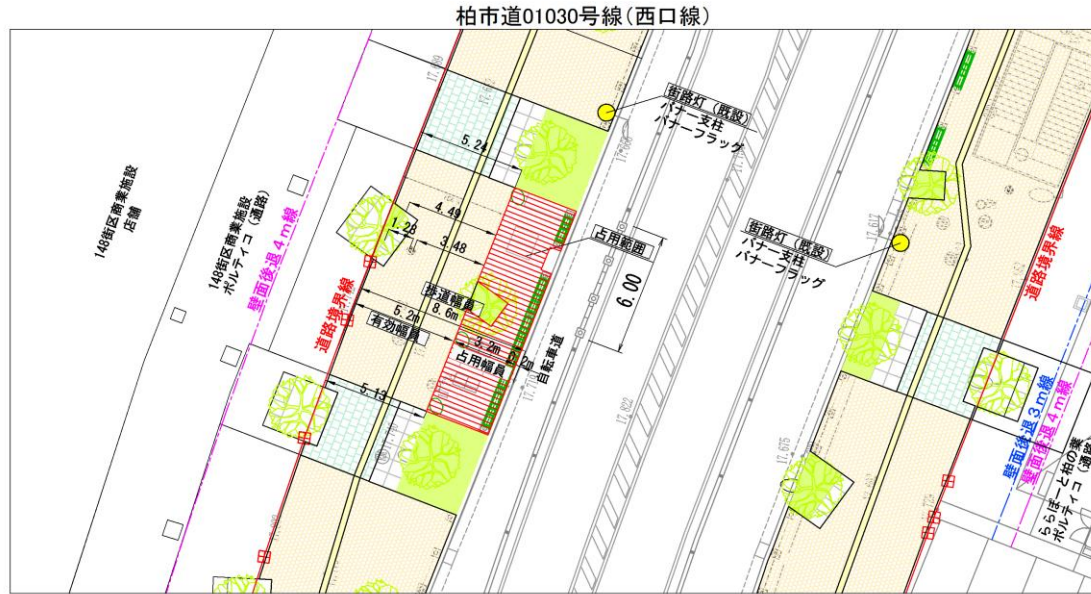 柏市道01030号線(西口線)
街路灯(既設)
バナー支柱
バナーフラッグ
148街区商業施設
店舗
148街区商業施設
ポルティコ(通路)
壁面後退4m線
道路境界線
5.24
4.49
1.28
3.48
占用範囲
6.00
歩道幅員
8.6m
5.2m
有効幅員
3.2m
占用幅員
0.2m
自転車道
5.13
17.822
17.675
17.617
街路灯(既設)
バナー支柱
バナーフラッグ
道路境界線
壁面後退3m線
壁面後退4m線
ららぽーと柏の葉
ポルティコ(通路